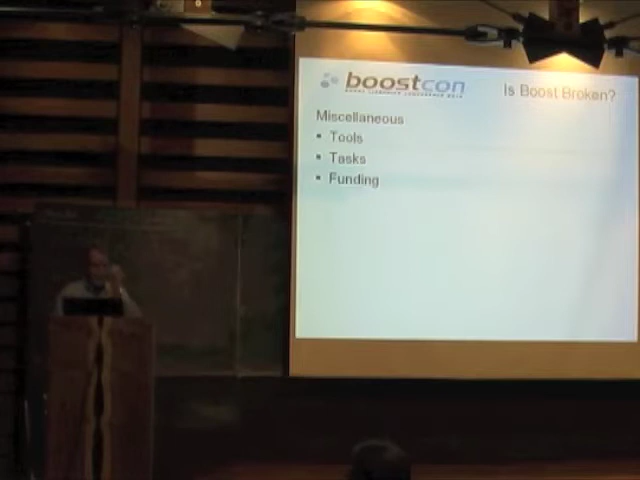 boostcon
Is Boost Broken?
Miscellaneous
▪ Tools
▪ Tasks
▪ Funding